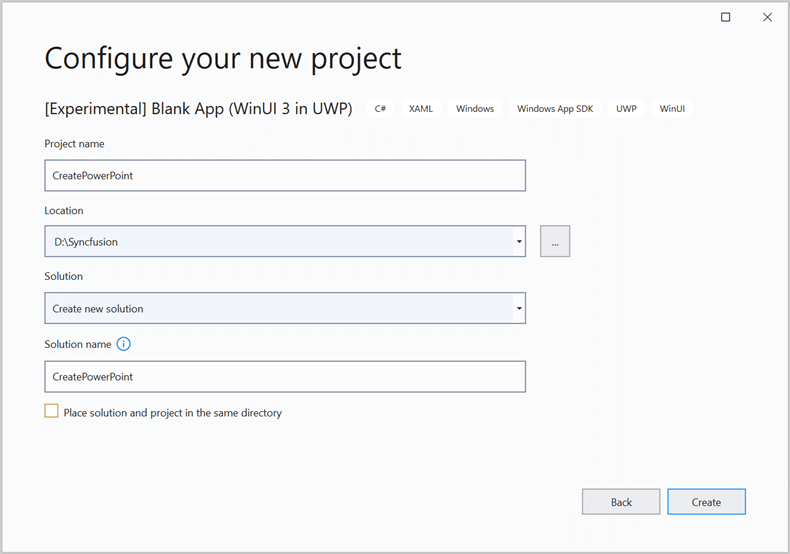 Configure your new project
[Experimental] Blank App (WinUI 3 in UWP) C# XAML Windows Windows App SDK UWP WinUI
Project name
CreatePowerPoint
Location
D:\Syncfusion
...
Solution
Create new solution
Solution name
CreatePowerPoint
Place solution and project in the same directory
Back Create